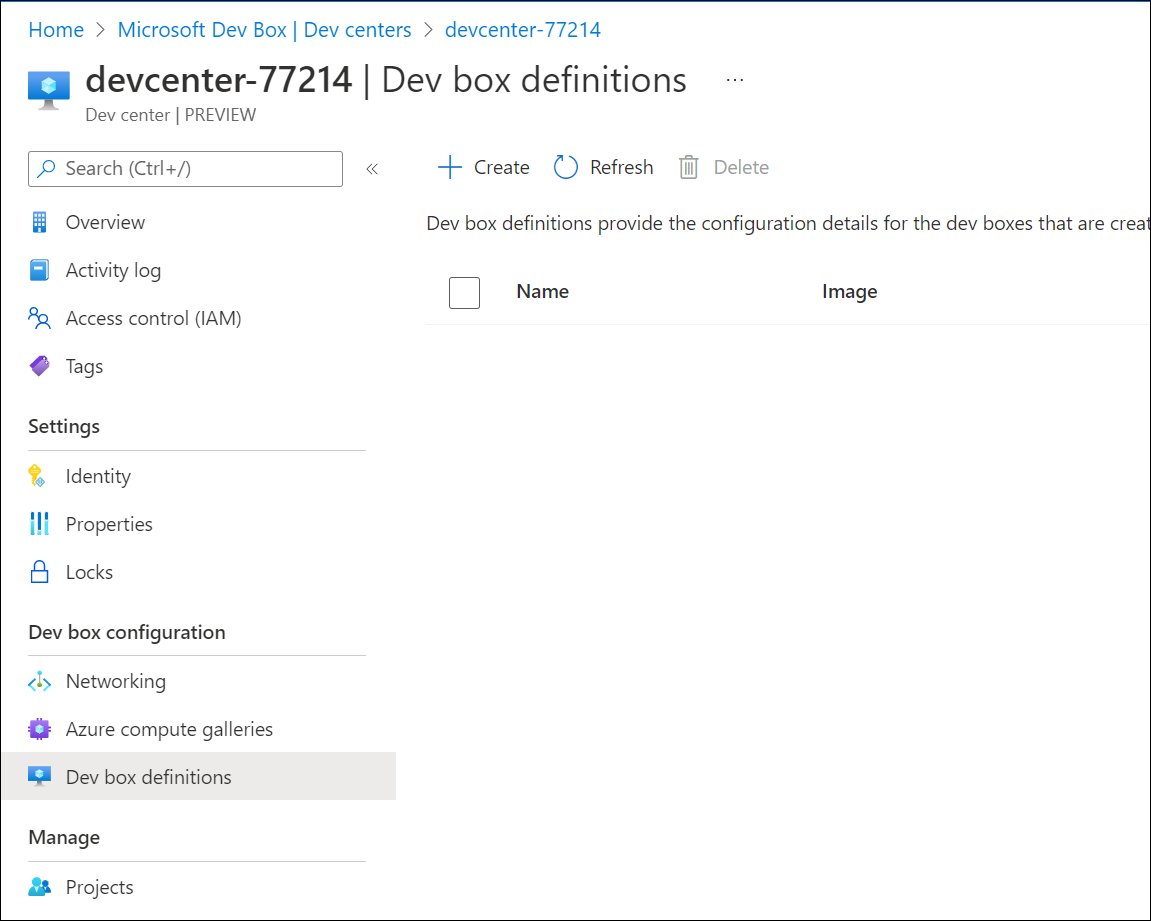 Home > Microsoft Dev Box | Dev centers > devcenter-77214
devcenter-77214 | Dev box definitions ...
Dev center | PREVIEW
Search (Ctrl+/) «
Create Refresh Delete
Overview
Dev box definitions provide the configuration details for the dev boxes that are creat
Activity log
Name Image
Access control (IAM)
Tags
Settings
Identity
Properties
Locks
Dev box configuration
Networking
Azure compute galleries
Dev box definitions
Manage
Projects